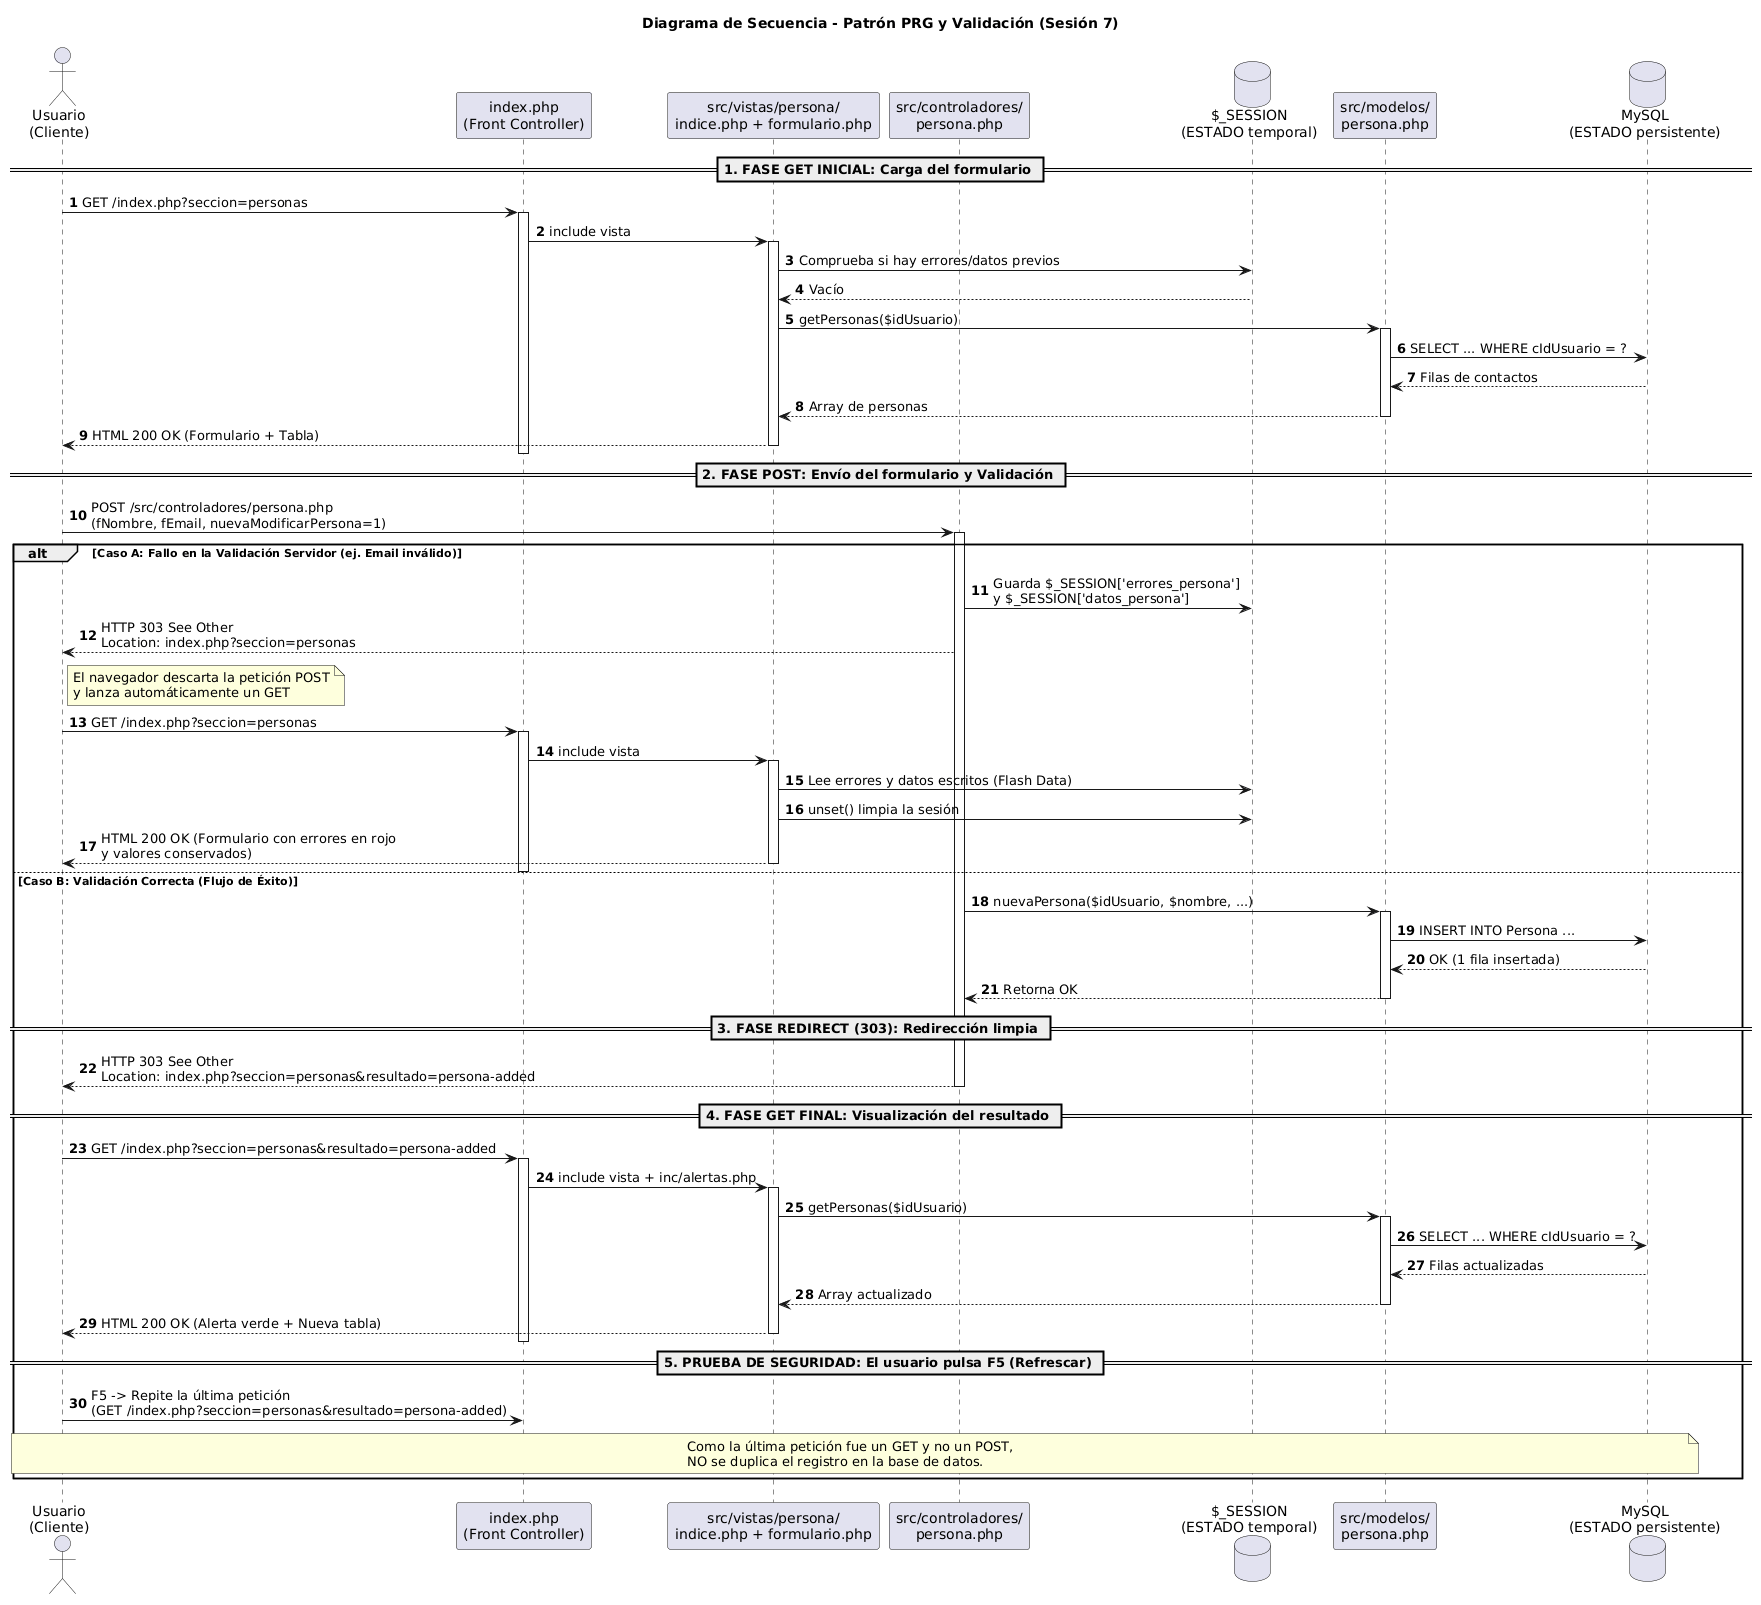 Diagrama de Secuencia - Patrón PRG y Validación (Sesión 7)
Usuario
(Cliente)
index.php
(Front Controller)
src/vistas/persona/
indice.php + formulario.php
src/controladores/
persona.php
$_SESSION
(ESTADO temporal)
src/modelos/
persona.php
MySQL
(ESTADO persistente)
1. FASE GET INICIAL: Carga del formulario
1 GET /index.php?seccion=personas
2 include vista
3 Comprueba si hay errores/datos previos
4 Vacío
5 getPersonas($idUsuario)
6 SELECT ... WHERE cIdUsuario = ?
7 Filas de contactos
8 Array de personas
9 HTML 200 OK (Formulario + Tabla)
2. FASE POST: Envío del formulario y Validación
10 POST /src/controladores/persona.php
(fNombre, fEmail, nuevaModificarPersona=1)
alt [Caso A: Fallo en la Validación Servidor (ej. Email inválido)]
11 Guarda $_SESSION['errores_persona']
y $_SESSION['datos_persona']
12 HTTP 303 See Other
Location: index.php?seccion=personas
El navegador descarta la petición POST
y lanza automáticamente un GET
13 GET /index.php?seccion=personas
14 include vista
15 Lee errores y datos escritos (Flash Data)
16 unset() limpia la sesión
17 HTML 200 OK (Formulario con errores en rojo
y valores conservados)
[Caso B: Validación Correcta (Flujo de Éxito)]
18 nuevaPersona($idUsuario, $nombre, ...)
19 INSERT INTO Persona ...
20 OK (1 fila insertada)
21 Retorna OK
3. FASE REDIRECT (303): Redirección limpia
22 HTTP 303 See Other
Location: index.php?seccion=personas&resultado=persona-added
4. FASE GET FINAL: Visualización del resultado
23 GET /index.php?seccion=personas&resultado=persona-added
24 include vista + inc/alertas.php
25 getPersonas($idUsuario)
26 SELECT ... WHERE cIdUsuario = ?
27 Filas actualizadas
28 Array actualizado
29 HTML 200 OK (Alerta verde + Nueva tabla)
5. PRUEBA DE SEGURIDAD: El usuario pulsa F5 (Refrescar)
30 F5 -> Repite la última petición
(GET /index.php?seccion=personas&resultado=persona-added)
Como la última petición fue un GET y no un POST,
NO se duplica el registro en la base de datos.
Usuario
(Cliente)
index.php
(Front Controller)
src/vistas/persona/
indice.php + formulario.php
src/controladores/
persona.php
$_SESSION
(ESTADO temporal)
src/modelos/
persona.php
MySQL
(ESTADO persistente)